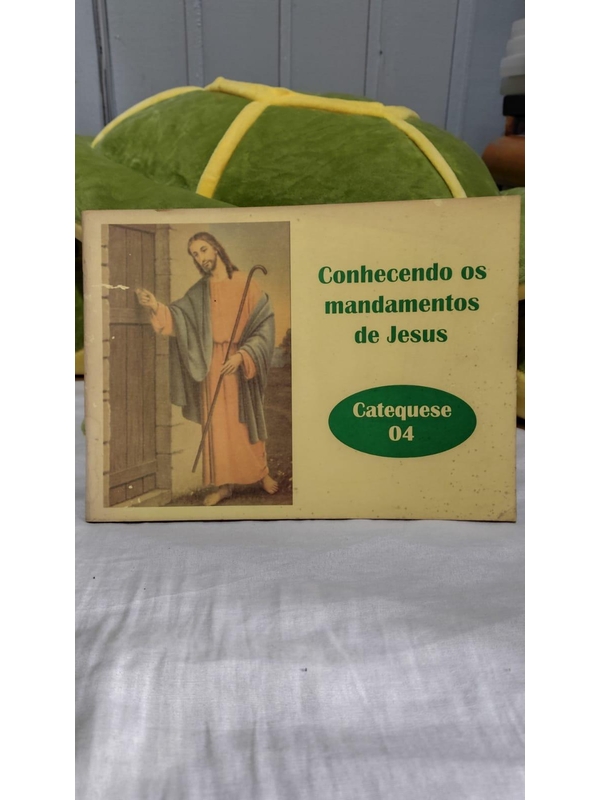 Conhecendo os
mandamentos
de Jesus
Catequese
04